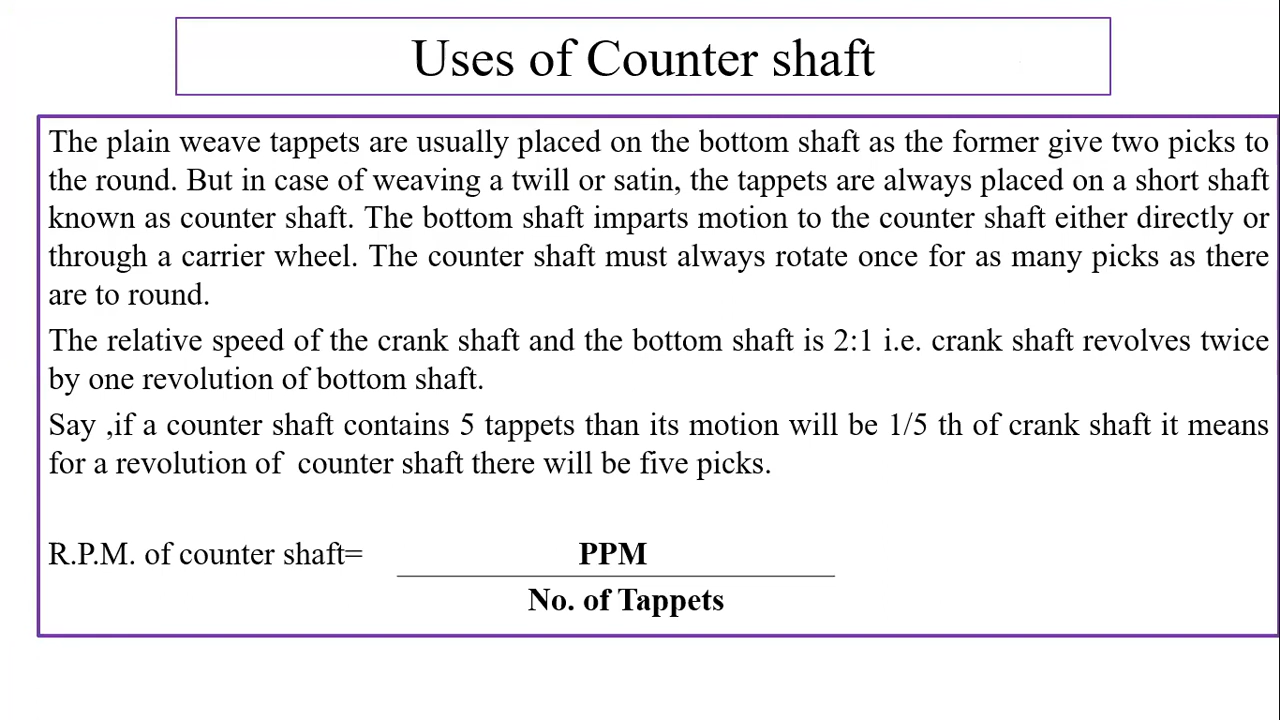 Uses of Counter shaft
The plain weave tappets are usually placed on the bottom shaft as the former give two picks to
the round. But in case of weaving a twill or satin, the tappets are always placed on a short shaft
known as counter shaft. The bottom shaft imparts motion to the counter shaft either directly or
through a carrier wheel. The counter shaft must always rotate once for as many picks as there
are to round.
The relative speed of the crank shaft and the bottom shaft is 2:1 i.e. crank shaft revolves twice
by one revolution of bottom shaft.
Say ,if a counter shaft contains 5 tappets than its motion will be 1/5 th of crank shaft it means
for a revolution of  counter shaft there will be five picks.
R.P.M. of counter shaft= PPM
No. of Tappets